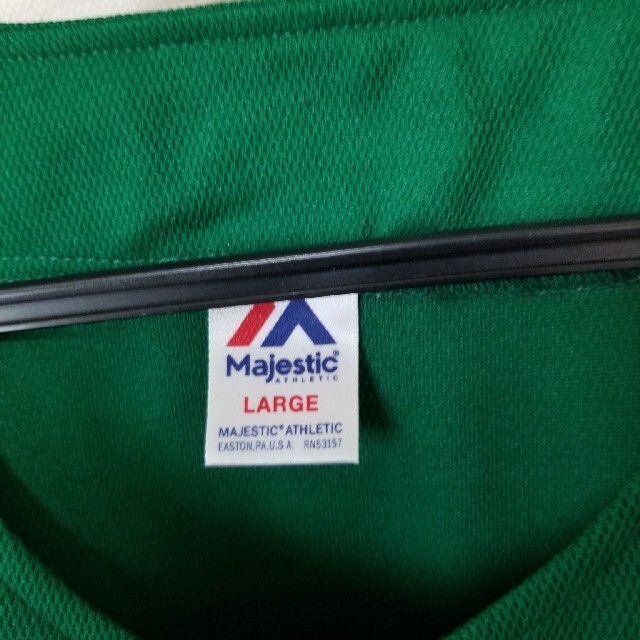 Majestic®
ATHLETIC
LARGE
MAJESTIC® ATHLETIC
EASTON,PA.U.S.A. RN53157